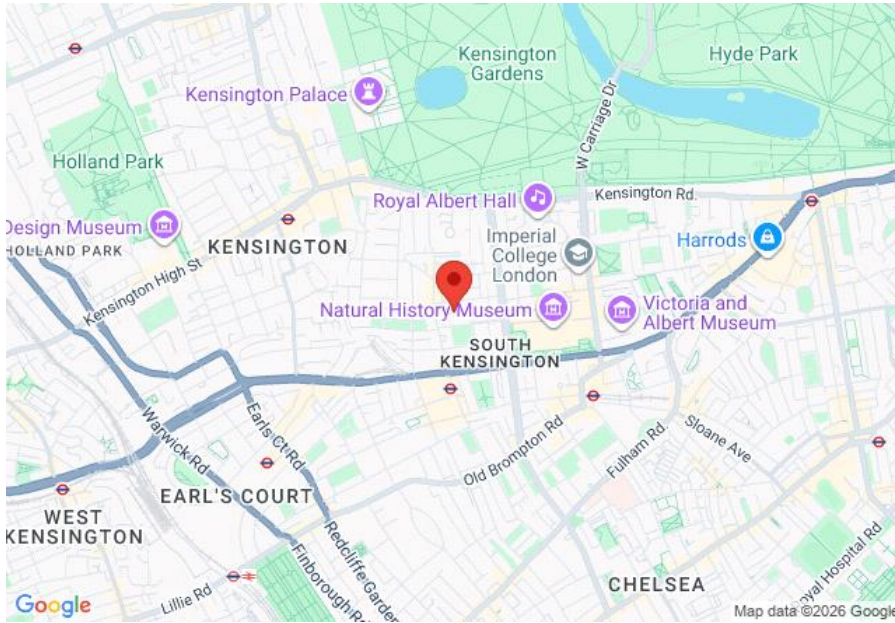 Kensington
Gardens
Hyde Park
Kensington Palace
W Carriage Dr
Holland Park
Royal Albert Hall
Kensington Rd.
Design Museum
HOLLAND PARK
KENSINGTON
Imperial
College
London
Harrods
Kensington High St
Natural History Museum
Victoria and
Albert Museum
SOUTH
KENSINGTON
Warwick Rd
Earls Ct Rd
Old Brompton Rd
Fulham Rd.
Sloane Ave
EARL'S COURT
WEST
KENSINGTON
Redcliffe Garden
Finborough Rd
Lillie Rd
CHELSEA
oyal Hospital Rd
Google
Map data ©2026 Google